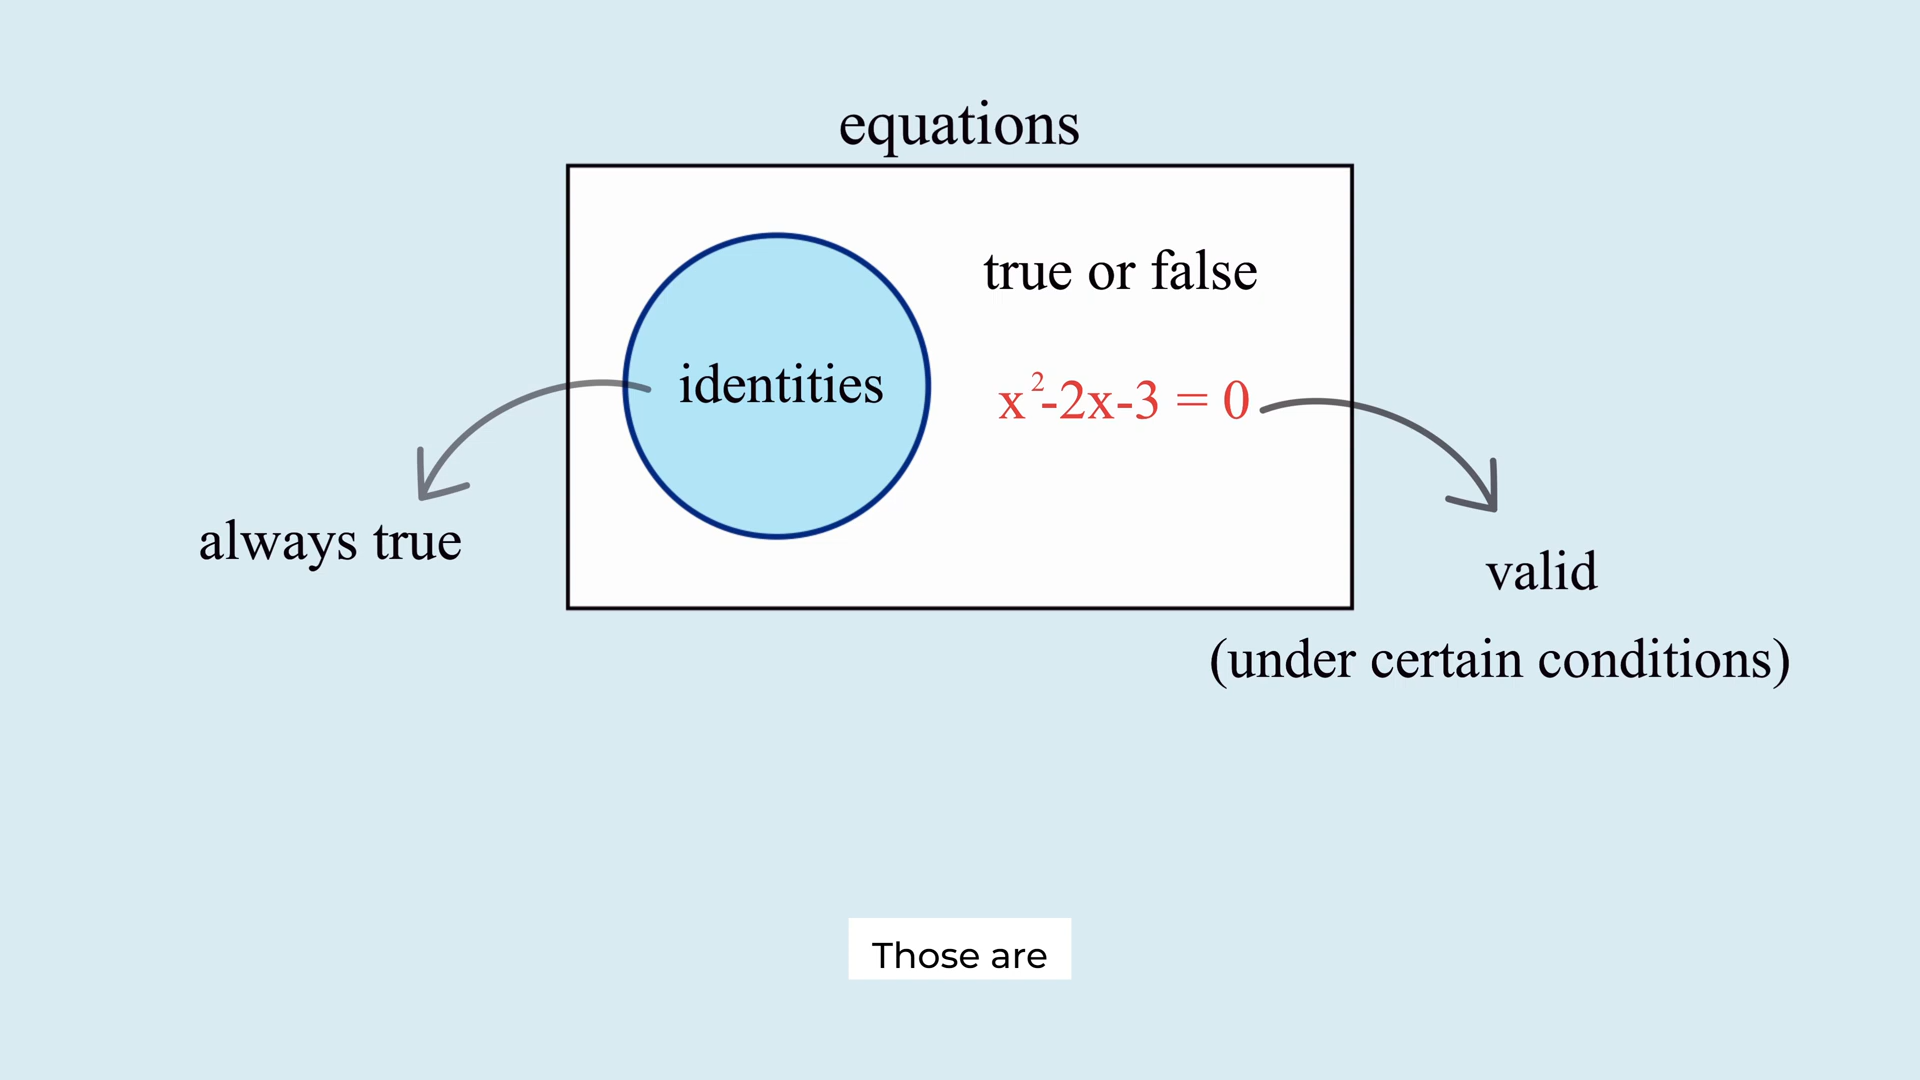 equations
true or false
identities
x²-2x-3 = 0
always true
valid
(under certain conditions)
Those are